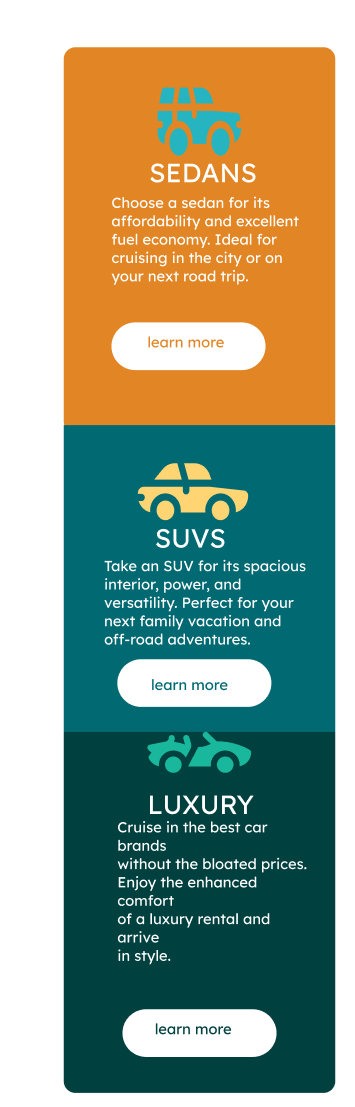 SEDANS
Choose a sedan for its
affordability and excellent
fuel economy. Ideal for
cruising in the city or on
your next road trip.
learn more
SUVS
Take an SUV for its spacious
interior, power, and
versatility. Perfect for your
next family vacation and
off-road adventures.
learn more
LUXURY
Cruise in the best car
brands
without the bloated prices.
Enjoy the enhanced
comfort
of a luxury rental and
arrive
in style.
learn more